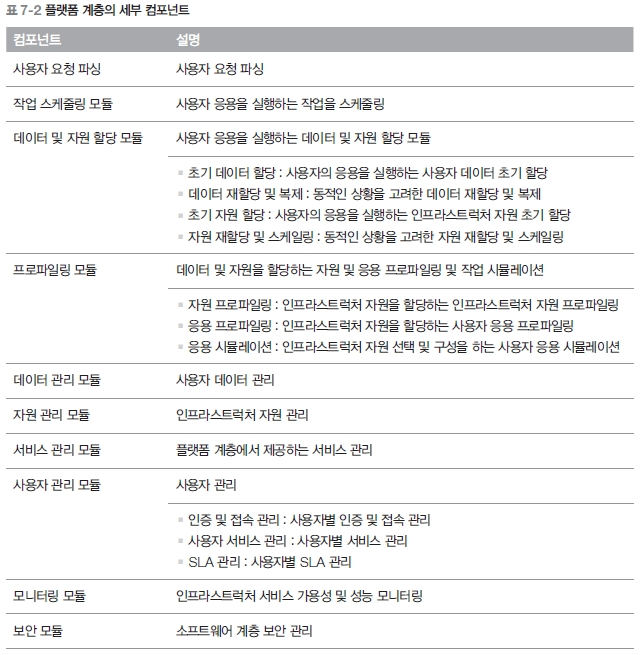 표 7-2 플랫폼 계층의 세부 컴포넌트
컴포넌트 설명
사용자 요청 파싱 사용자 요청 파싱
작업 스케줄링 모듈 사용자 응용을 실행하는 작업을 스케줄링
데이터 및 자원 할당 모듈 사용자 응용을 실행하는 데이터 및 자원 할당 모듈
▪ 초기 데이터 할당 : 사용자의 응용을 실행하는 사용자 데이터 초기 할당
▪ 데이터 재할당 및 복제 : 동적인 상황을 고려한 데이터 재할당 및 복제
▪ 초기 자원 할당 : 사용자의 응용을 실행하는 인프라스트럭처 자원 초기 할당
▪ 자원 재할당 및 스케일링 : 동적인 상황을 고려한 자원 재할당 및 스케일링
프로파일링 모듈 데이터 및 자원을 할당하는 자원 및 응용 프로파일링 및 작업 시뮬레이션
▪ 자원 프로파일링 : 인프라스트럭처 자원을 할당하는 인프라스트럭처 자원 프로파일링
▪ 응용 프로파일링 : 인프라스트럭처 자원을 할당하는 사용자 응용 프로파일링
▪ 응용 시뮬레이션 : 인프라스트럭처 자원 선택 및 구성을 하는 사용자 응용 시뮬레이션
데이터 관리 모듈 사용자 데이터 관리
자원 관리 모듈 인프라스트럭처 자원 관리
서비스 관리 모듈 플랫폼 계층에서 제공하는 서비스 관리
사용자 관리 모듈 사용자 관리
▪ 인증 및 접속 관리 : 사용자별 인증 및 접속 관리
▪ 사용자 서비스 관리 : 사용자별 서비스 관리
▪ SLA 관리 : 사용자별 SLA 관리
모니터링 모듈 인프라스트럭처 서비스 가용성 및 성능 모니터링
보안 모듈 소프트웨어 계층 보안 관리